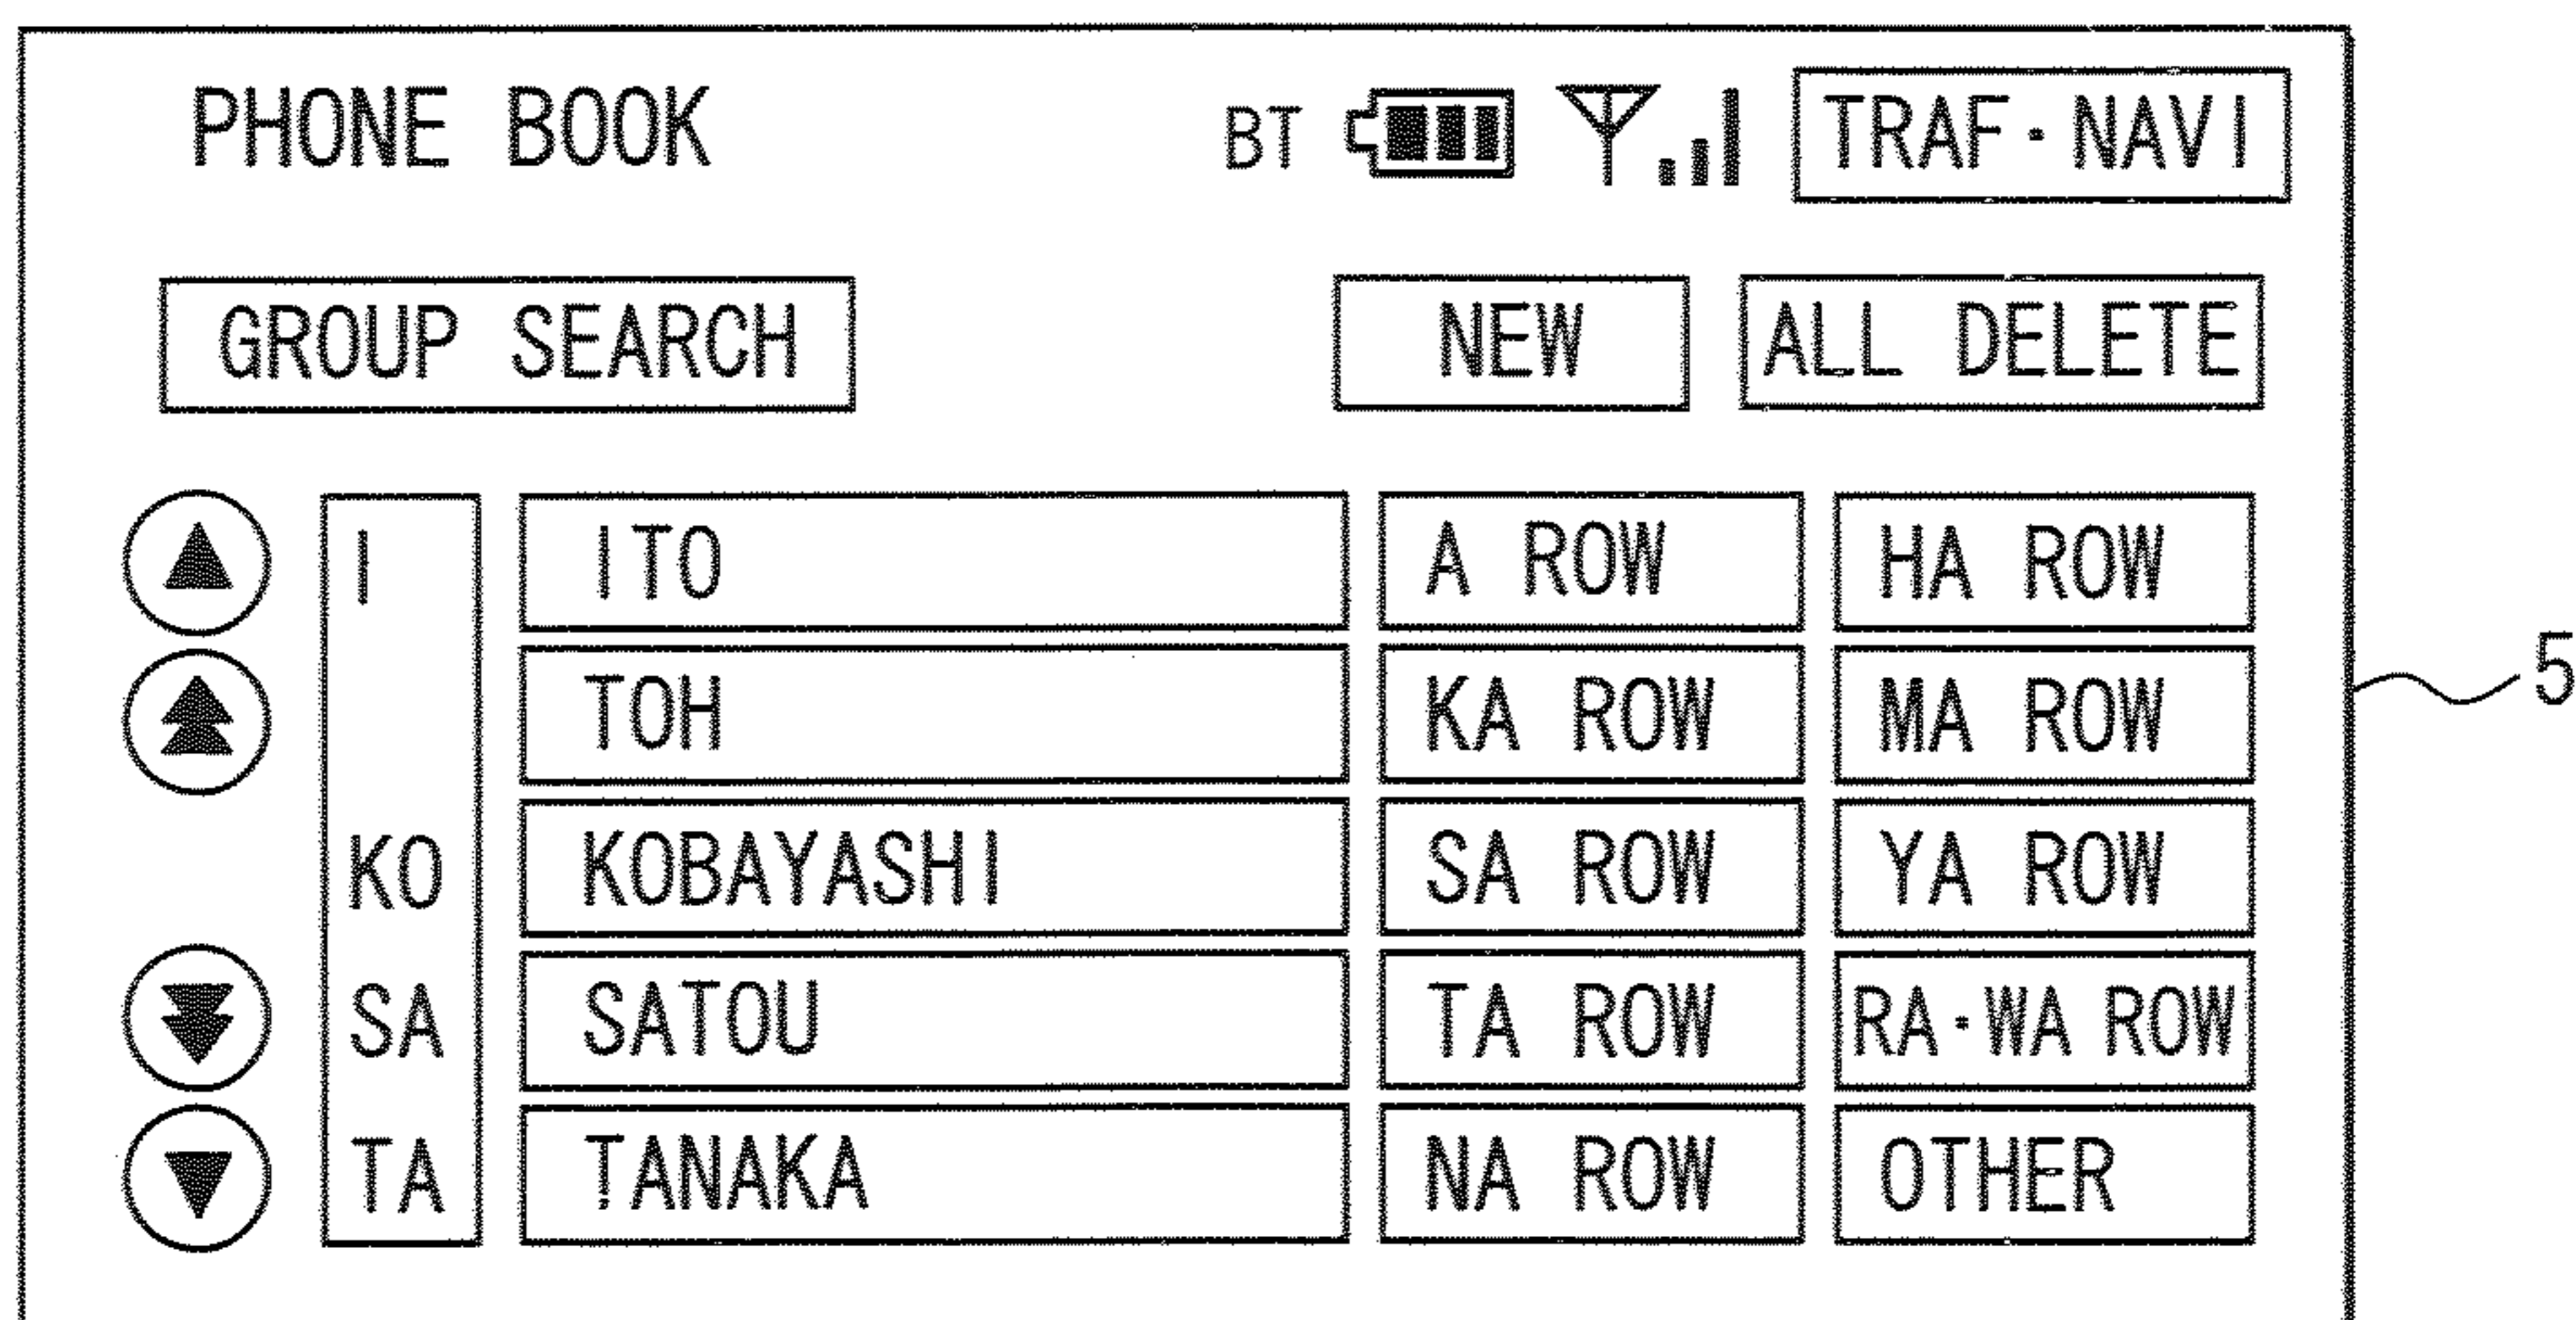 PHONE BOOK BT TRAF·NAVI
GROUP SEARCH NEW ALL DELETE
I ITO A ROW HA ROW
TOH KA ROW MA ROW
5
KO KOBAYASHI SA ROW YA ROW
SA SATOU TA ROW RA·WA ROW
TA TANAKA NA ROW OTHER